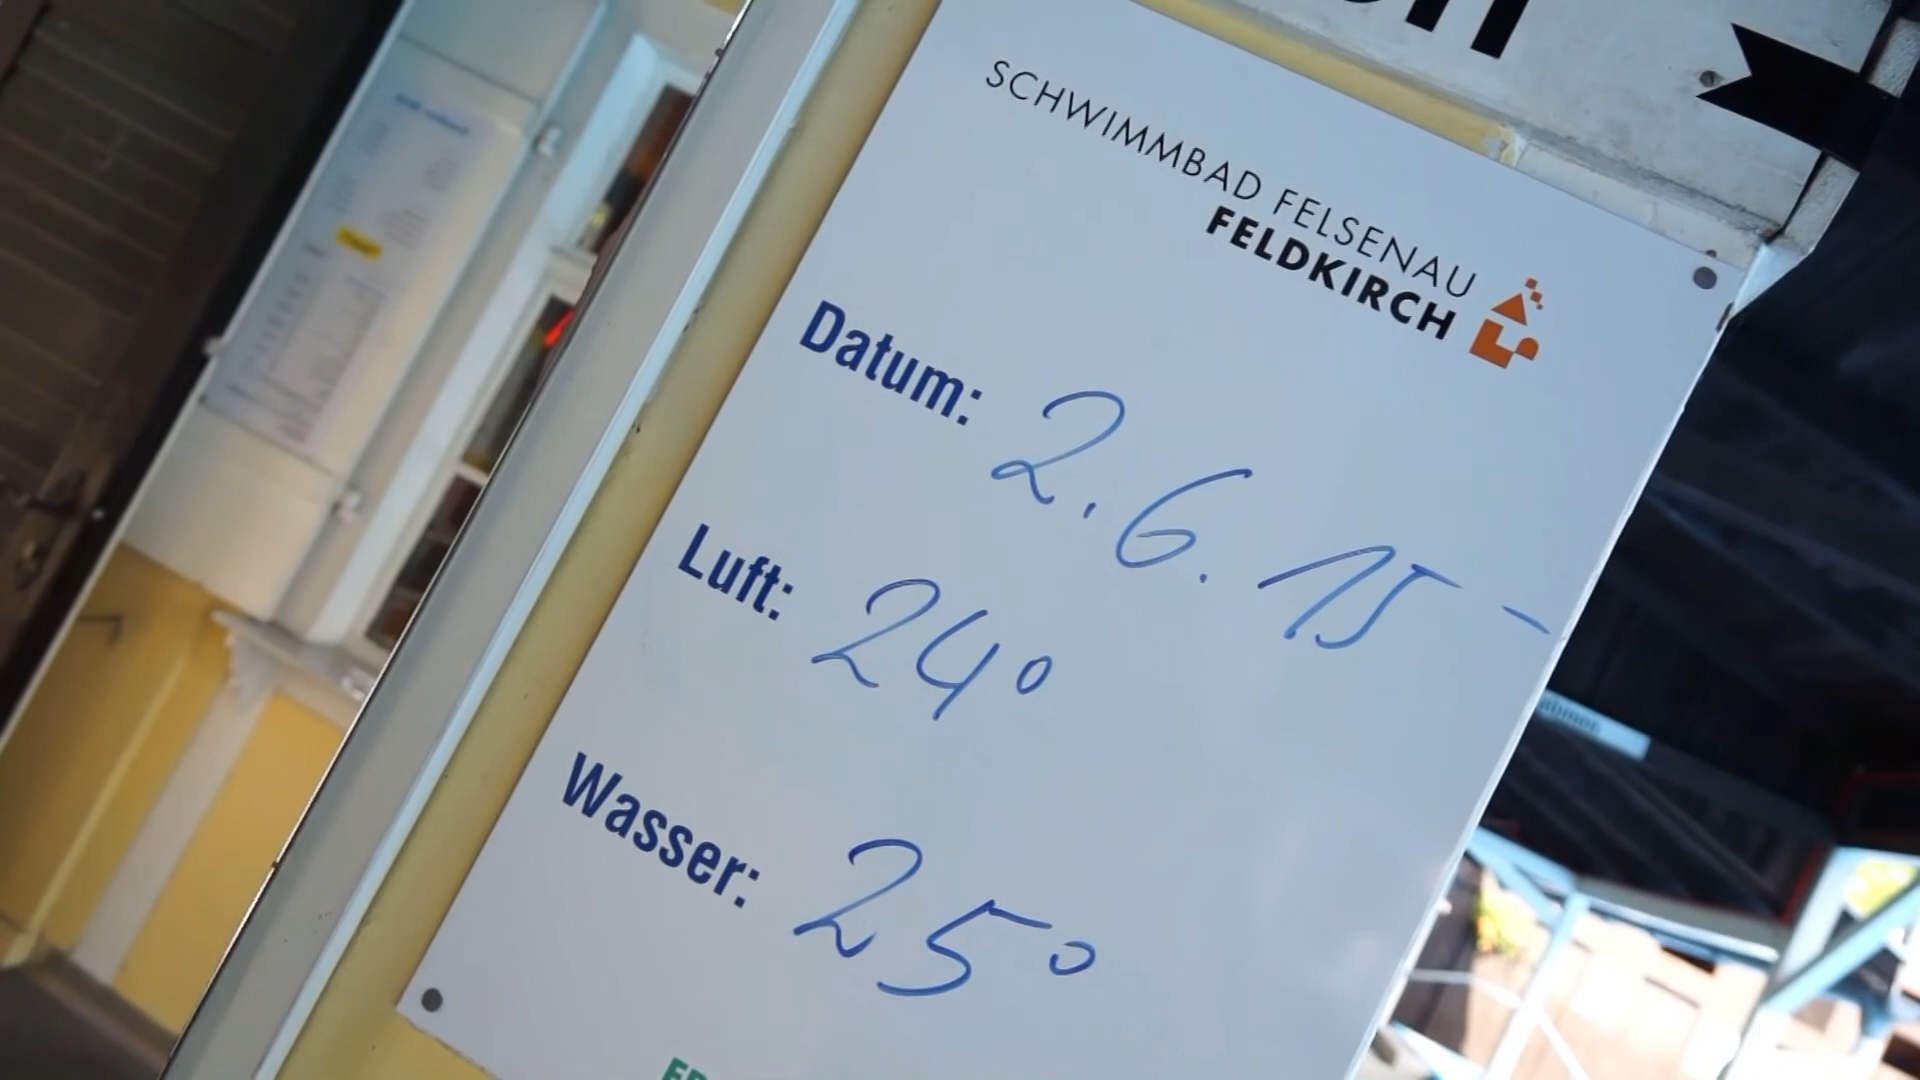 SCHWIMMBAD FELSENAU
FELDKIRCH
Datum: 2.6.15-
Luft: 24°
Wasser: 25°